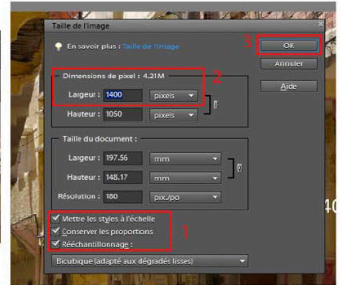 Taille de l'image
En savoir plus : Taille de l'image
3
OK
Annuler
Aide
Dimensions de pixel : 4.21M
2
Largeur : 1400 pixels
Hauteur : 1050 pixels
Taille du document :
Largeur : 197.56 mm
Hauteur : 148.17 mm
Résolution : 180 pix./po
Mettre les styles à l'échelle
Conserver les proportions
1
Rééchantillonnage :
Bicubique (adapté aux dégradés lisses)